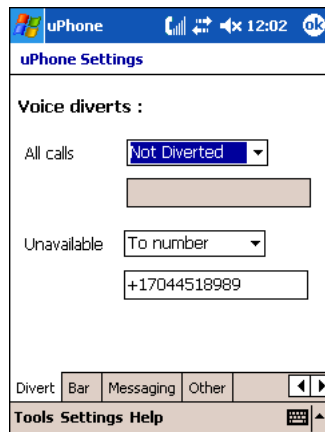 uPhone 12:02 ok
uPhone Settings
Voice diverts :
All calls Not Diverted
Unavailable To number
+17044518989
Divert Bar Messaging Other
Tools Settings Help